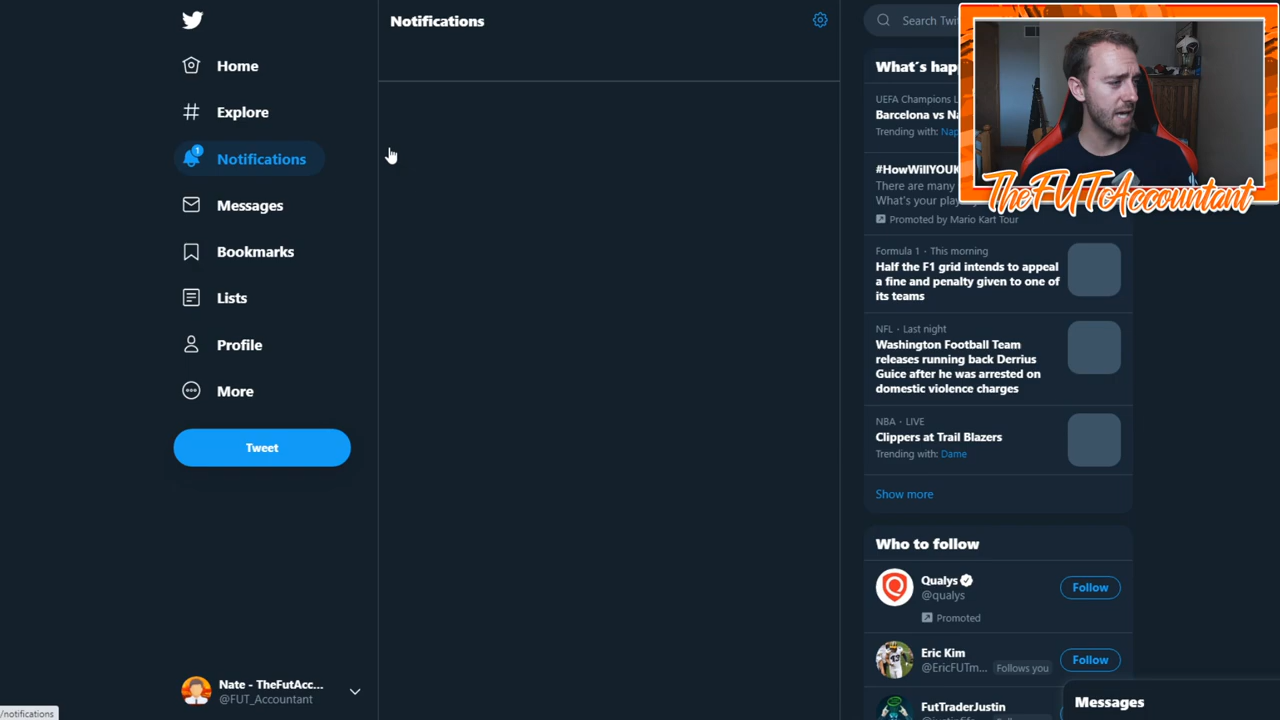 Home
Explore
1
Notifications
Messages
Bookmarks
Lists
Profile
More
Tweet
Nate - TheFutAcc...
@FUT_Accountant
/notifications
Notifications
Search Twi
What's hap
UEFA Champions L
Barcelona vs Na
Trending with: Nap
#HowWillYOUK
There are many
What's your play
Promoted by Mario Kart Tour
Formula 1 · This morning
Half the F1 grid intends to appeal
a fine and penalty given to one of
its teams
NFL · Last night
Washington Football Team
releases running back Derrius
Guice after he was arrested on
domestic violence charges
NBA · LIVE
Clippers at Trail Blazers
Trending with: Dame
Show more
Who to follow
Qualys
@qualys
Follow
Promoted
Eric Kim
@EricFUTm... Follows you
Follow
FutTraderJustin
Messages
TheFUTAccountant